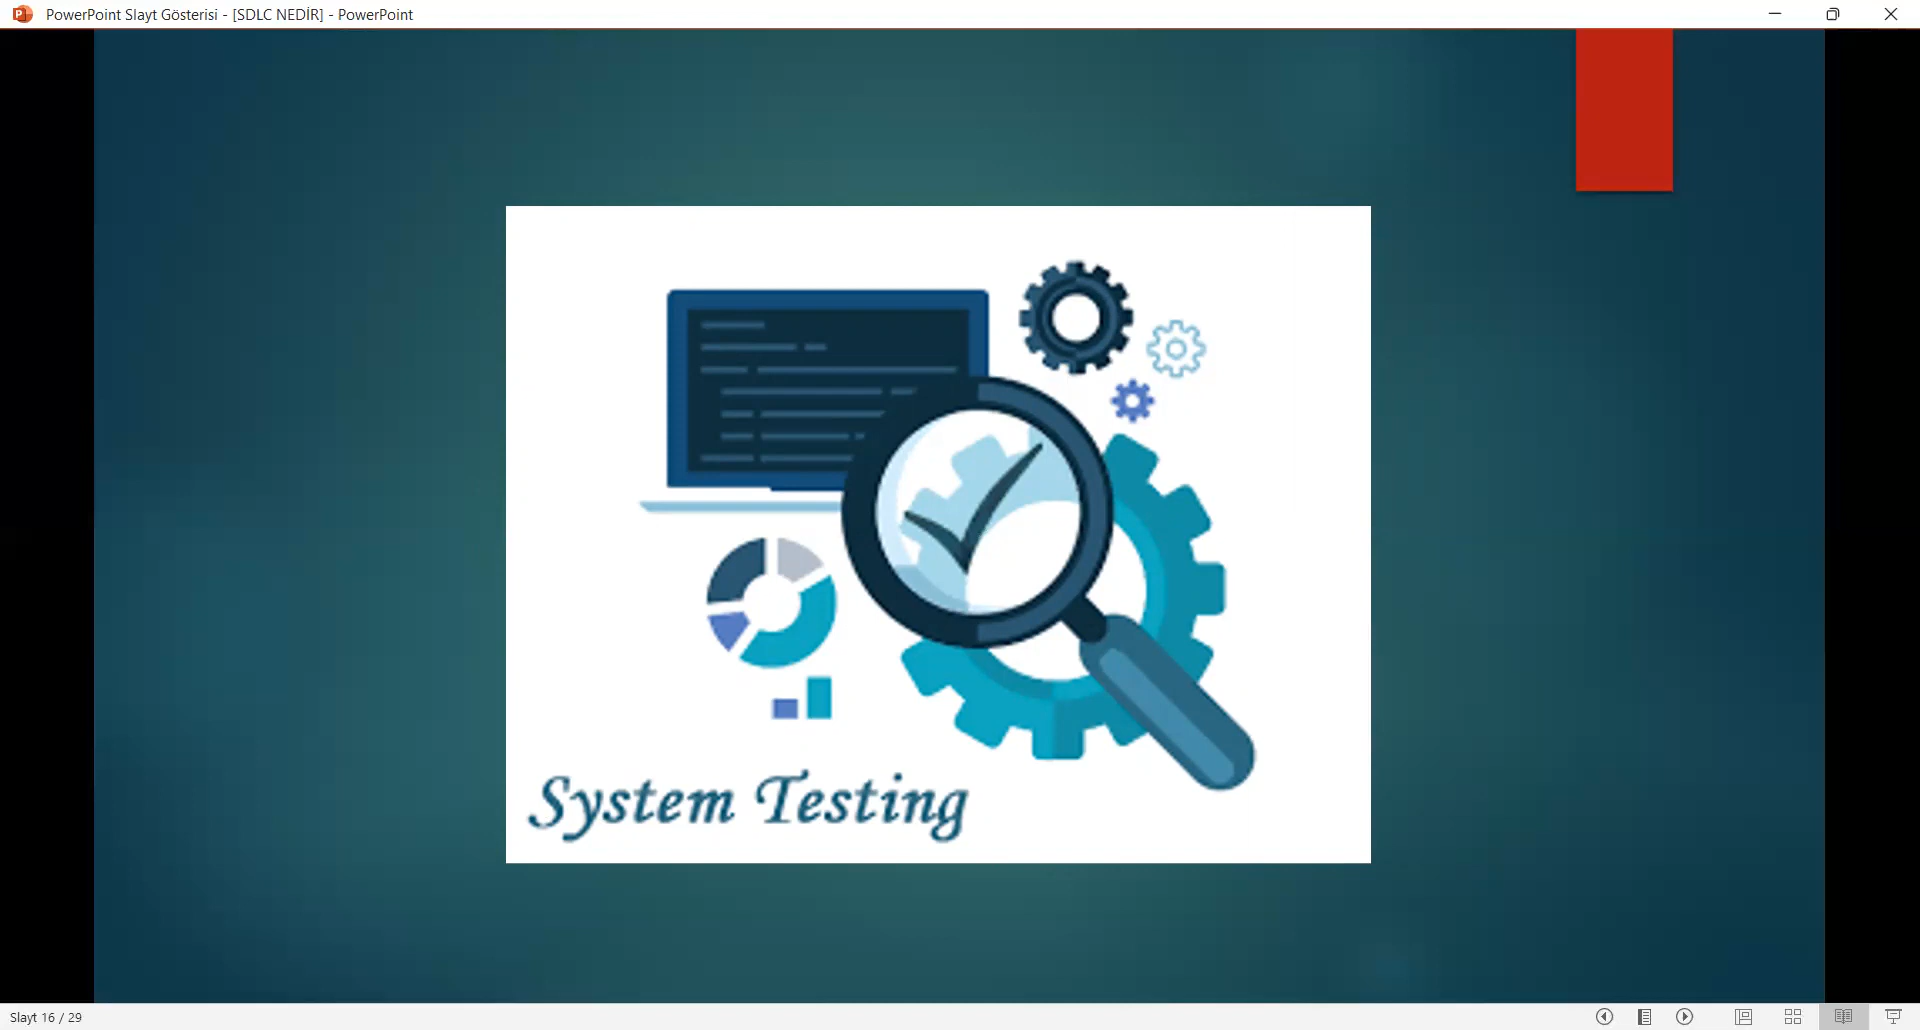 PowerPoint Slayt Gösterisi - [SDLC NEDİR] - PowerPoint
System Testing
Slayt 16 / 29